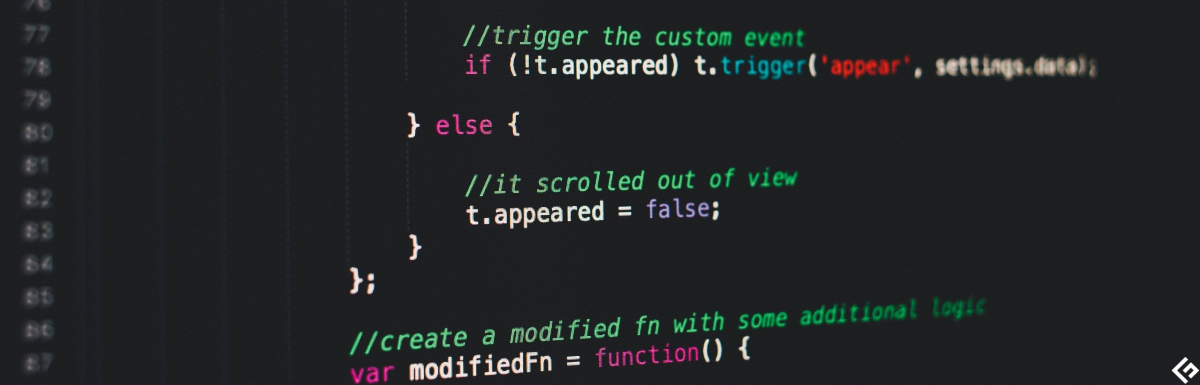 76
77 //trigger the custom event
78 if (!t.appeared) t.trigger('appear', settings.data);
79
80 } else {
81
82 //it scrolled out of view
83 t.appeared = false;
84 }
85 };
86
87 //create a modified fn with some additional logic
var modifiedFn = function() {